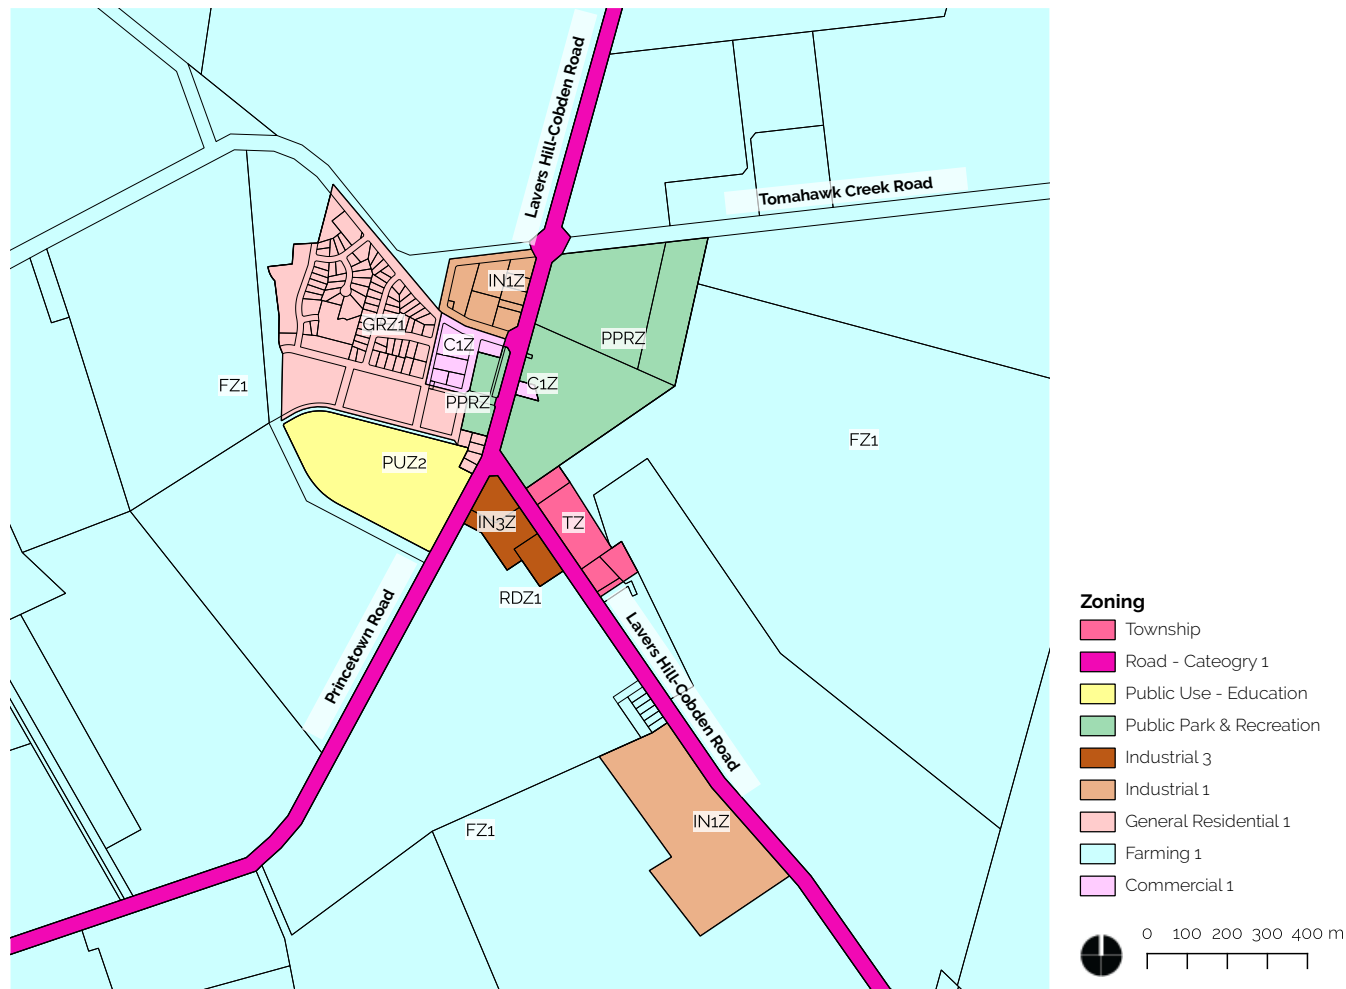 Lavers Hill-Cobden Road
Tomahawk Creek Road
IN1Z
GRZ1
C1Z
PPRZ
FZ1
C1Z
PPRZ
FZ1
PUZ2
IN3Z
TZ
RDZ1
Princetown Road
Lavers Hill-Cobden Road
IN1Z
FZ1
Zoning
Township
Road - Cateogry 1
Public Use - Education
Public Park & Recreation
Industrial 3
Industrial 1
General Residential 1
Farming 1
Commercial 1
0 100 200 300 400 m